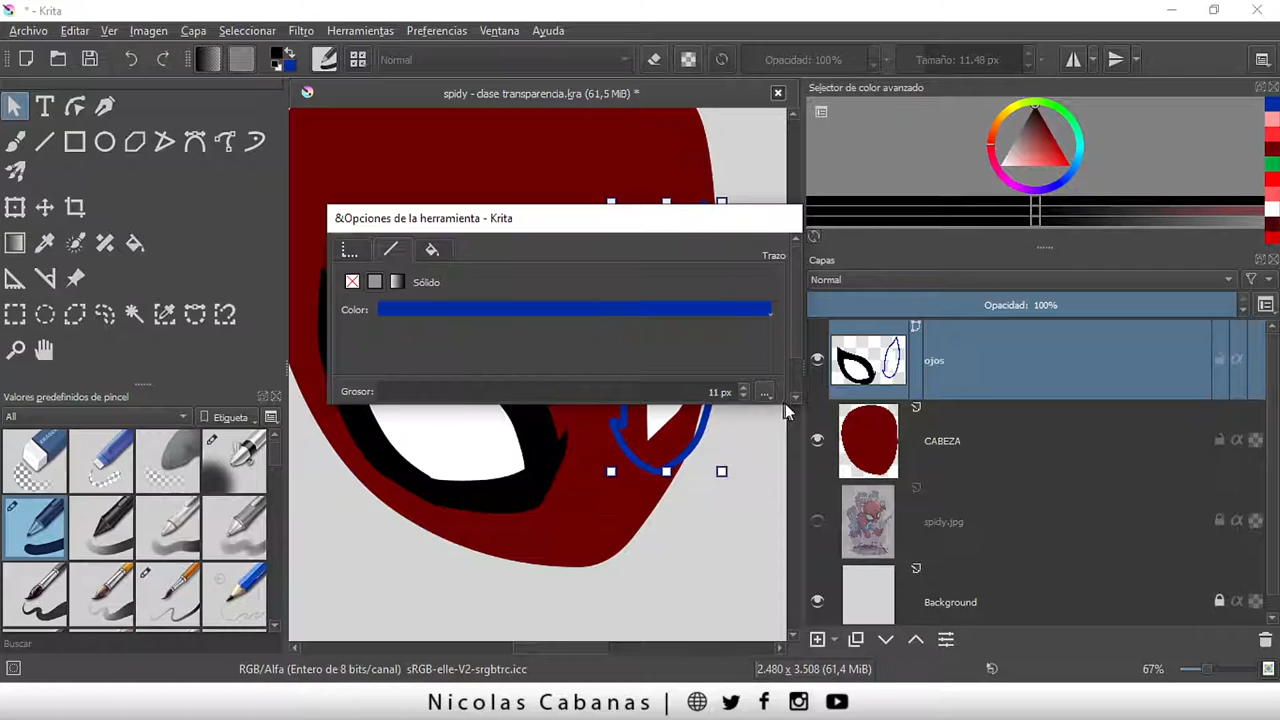 * - Krita
Archivo Editar Ver Imagen Capa Seleccionar Filtro Herramientas Preferencias Ventana Ayuda
Normal Opacidad: 100% Tamaño: 11.48 px
spidy - clase transparencia.kra (61,5 MiB) *
Selector de color avanzado
&Opciones de la herramienta - Krita
Trazo
Sólido
Color:
Grosor: 11 px ...
Capas
Normal
Opacidad: 100%
ojos
CABEZA
spidy.jpg
Background
Valores predefinidos de pincel
All Etiqueta
Buscar
RGB/Alfa (Entero de 8 bits/canal) sRGB-elle-V2-srgbtrc.icc 2.480 x 3.508 (61,4 MiB) 67%
Nicolas Cabanas |